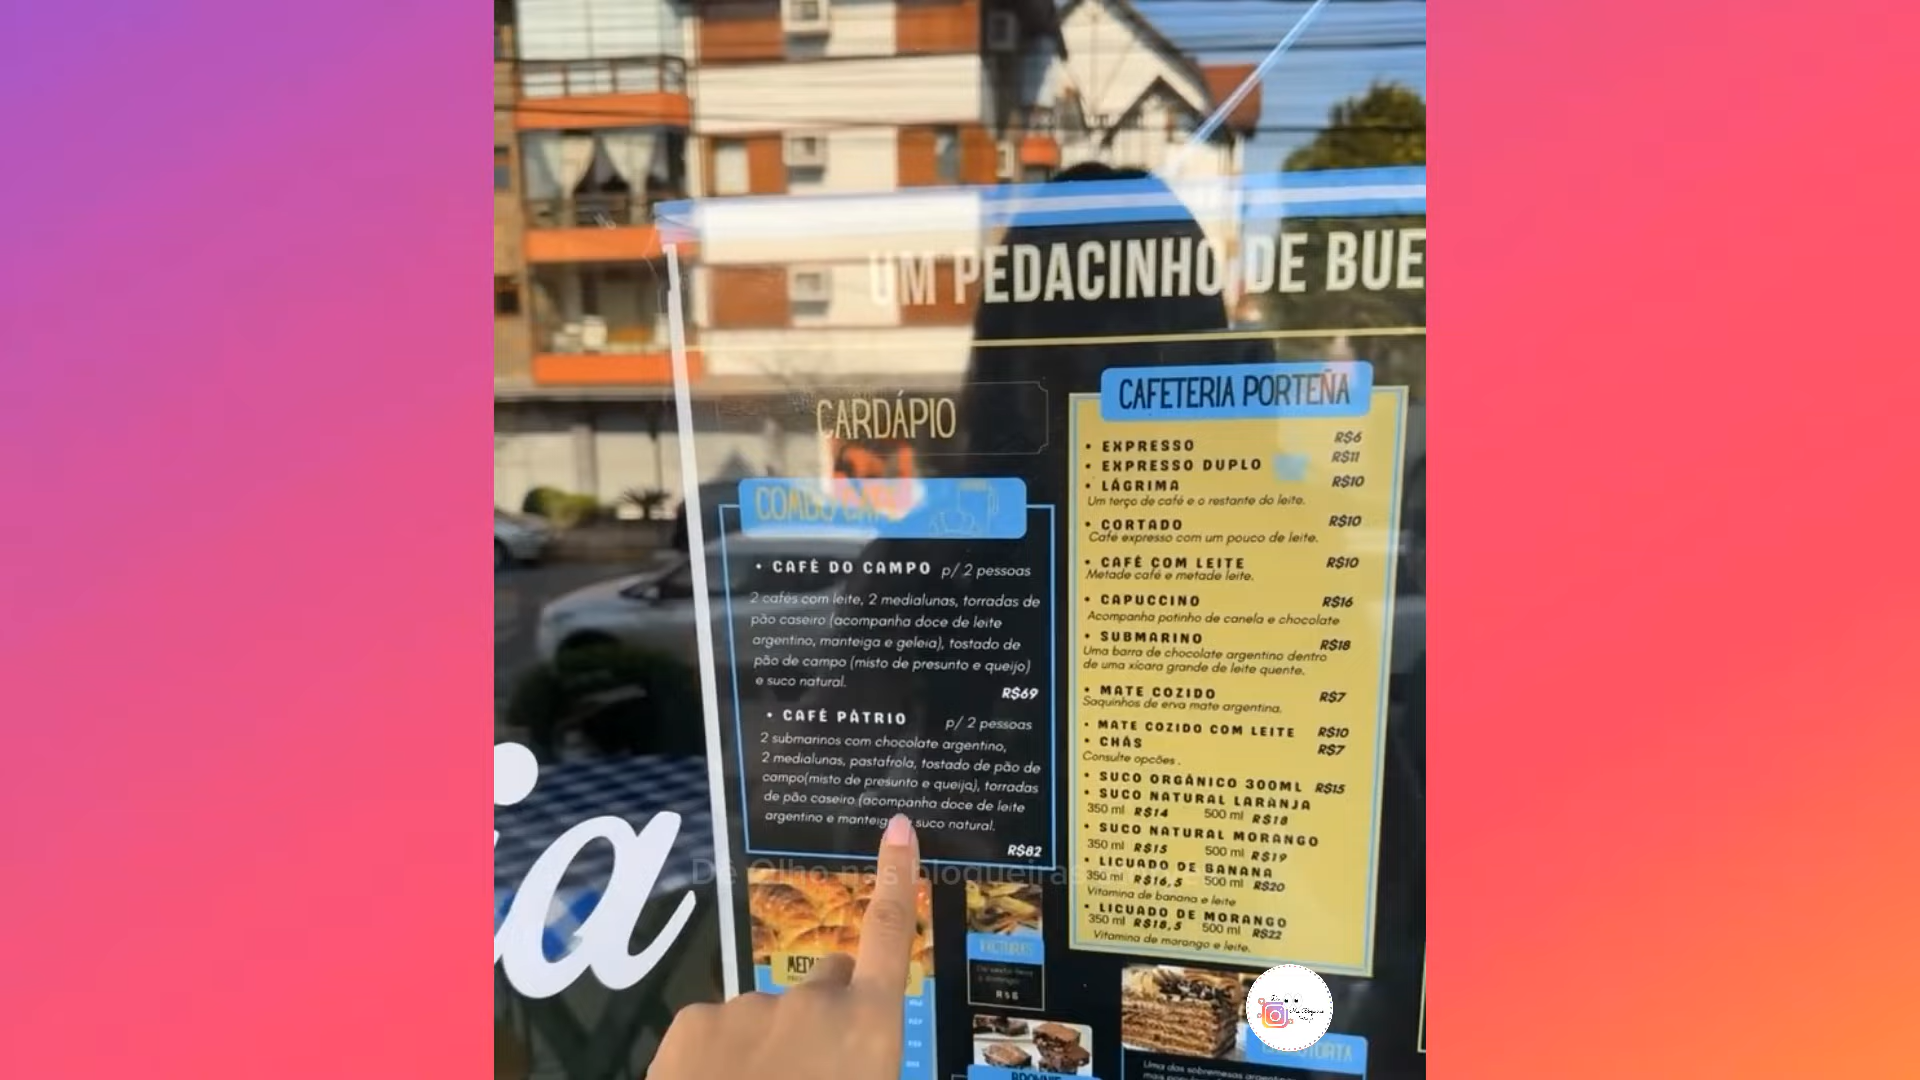 UM PEDACINHO DE BUE
CARDÁPIO
COMBO CAFÉ
• CAFÉ DO CAMPO p/ 2 pessoas
2 cafés com leite, 2 medialunas, torradas de
pão caseiro (acompanha doce de leite
argentino, manteiga e geleia), tostado de
pão de campo (misto de presunto e queijo)
e suco natural.
R$69
• CAFÉ PÁTRIO p/ 2 pessoas
2 submarinos com chocolate argentino,
2 medialunas, pastafrola, tostado de pão de
campo(misto de presunto e queijo), torradas
de pão caseiro (acompanha doce de leite
argentino e manteiga suco natural.
R$82
CAFETERIA PORTEÑA
• EXPRESSO R$6
• EXPRESSO DUPLO R$11
• LÁGRIMA R$10
Um terço de café e o restante do leite.
• CORTADO R$10
Café expresso com um pouco de leite.
• CAFÉ COM LEITE R$10
Metade café e metade leite.
• CAPUCCINO R$16
Acompanha potinho de canela e chocolate
• SUBMARINO R$18
Uma barra de chocolate argentino dentro
de uma xícara grande de leite quente.
• MATE COZIDO R$7
Saquinhos de erva mate argentina.
• MATE COZIDO COM LEITE R$10
• CHÁS R$7
Consulte opcões .
• SUCO ORGÂNICO 300ML R$15
• SUCO NATURAL LARANJA
350 ml R$14 500 ml R$18
• SUCO NATURAL MORANGO
350 ml R$15 500 ml R$19
• LICUADO DE BANANA
350 ml R$16,5 500 ml R$20
Vitamina de banana e leite
• LICUADO DE MORANGO
350 ml R$18,5 500 ml R$22
Vitamina de morango e leite.
De Olho nas blogueiras
ia
FACTURAS
R$6
BROWNIE